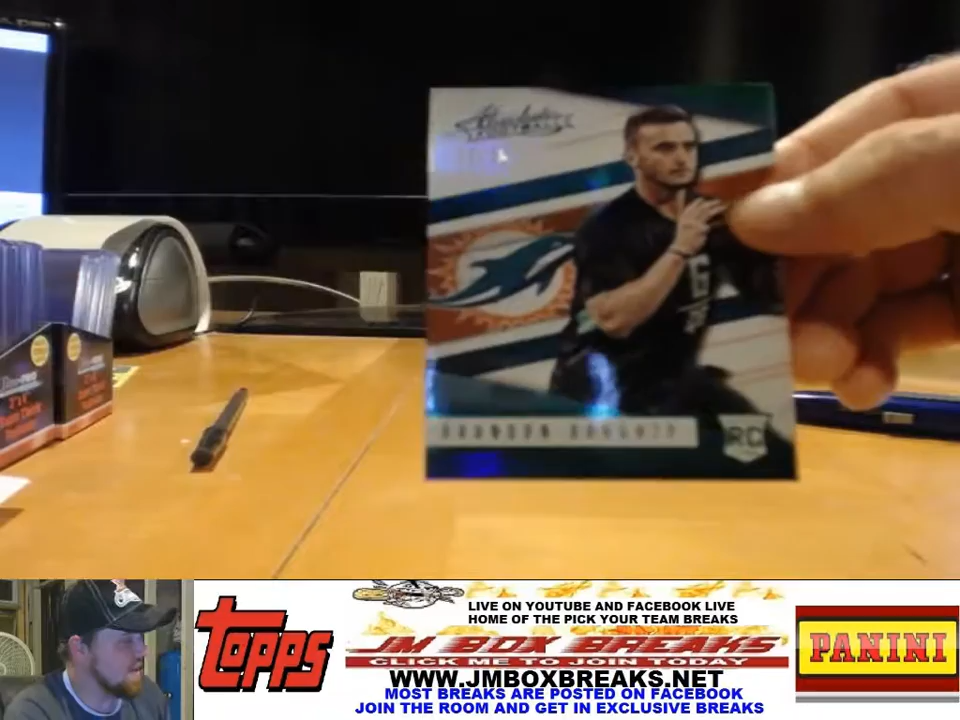 Absolute
FOOTBALL
RC
TOPPS
LIVE ON YOUTUBE AND FACEBOOK LIVE
HOME OF THE PICK YOUR TEAM BREAKS
JM BOX BREAKS
CLICK ME TO JOIN TODAY
WWW.JMBOXBREAKS.NET
MOST BREAKS ARE POSTED ON FACEBOOK
JOIN THE ROOM AND GET IN EXCLUSIVE BREAKS
PANINI